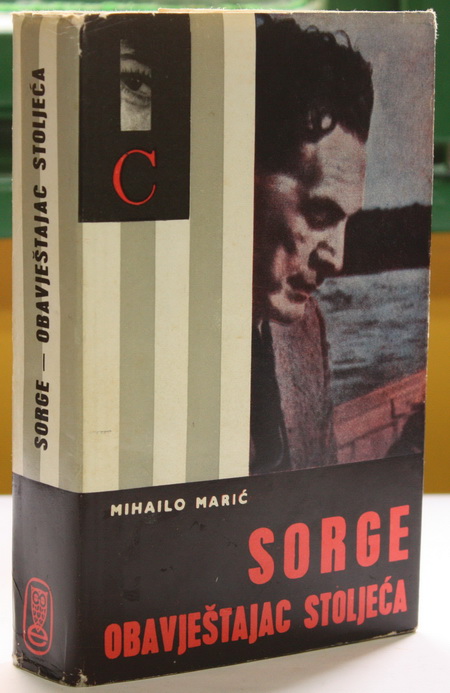 SORGE – OBAVJEŠTAJAC STOLJEĆA
C
MIHAILO MARIĆ
SORGE
OBAVJEŠTAJAC STOLJEĆA